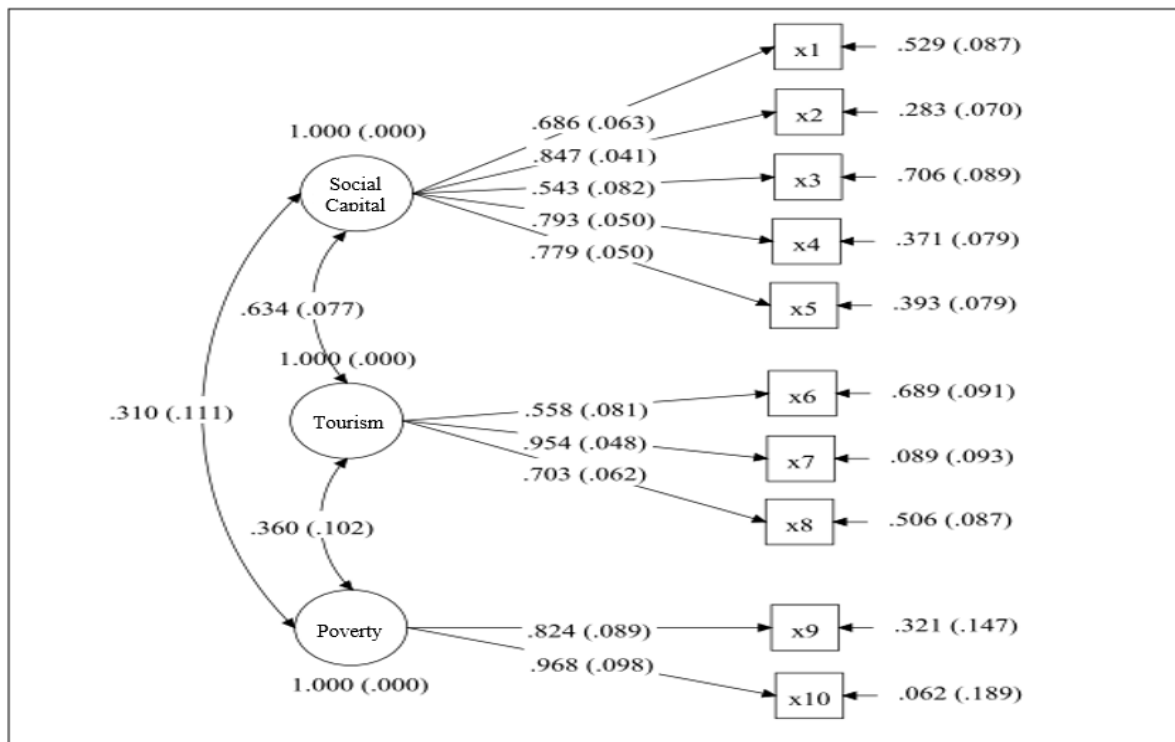 x1
.529 (.087)
x2
.283 (.070)
1.000 (.000)
.686 (.063)
.847 (.041)
Social
Capital
.543 (.082)
x3
.706 (.089)
.793 (.050)
x4
.371 (.079)
.779 (.050)
x5
.393 (.079)
.634 (.077)
1.000 (.000)
x6
.689 (.091)
.310 (.111)
Tourism
.558 (.081)
.954 (.048)
x7
.089 (.093)
.703 (.062)
x8
.506 (.087)
.360 (.102)
Poverty
.824 (.089)
x9
.321 (.147)
.968 (.098)
1.000 (.000)
x10
.062 (.189)